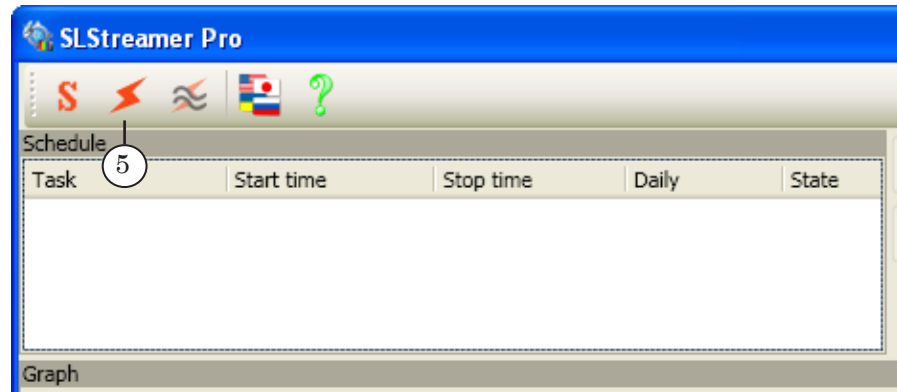 SLStreamer Pro
S
Schedule
5
Task Start time Stop time Daily State
Graph